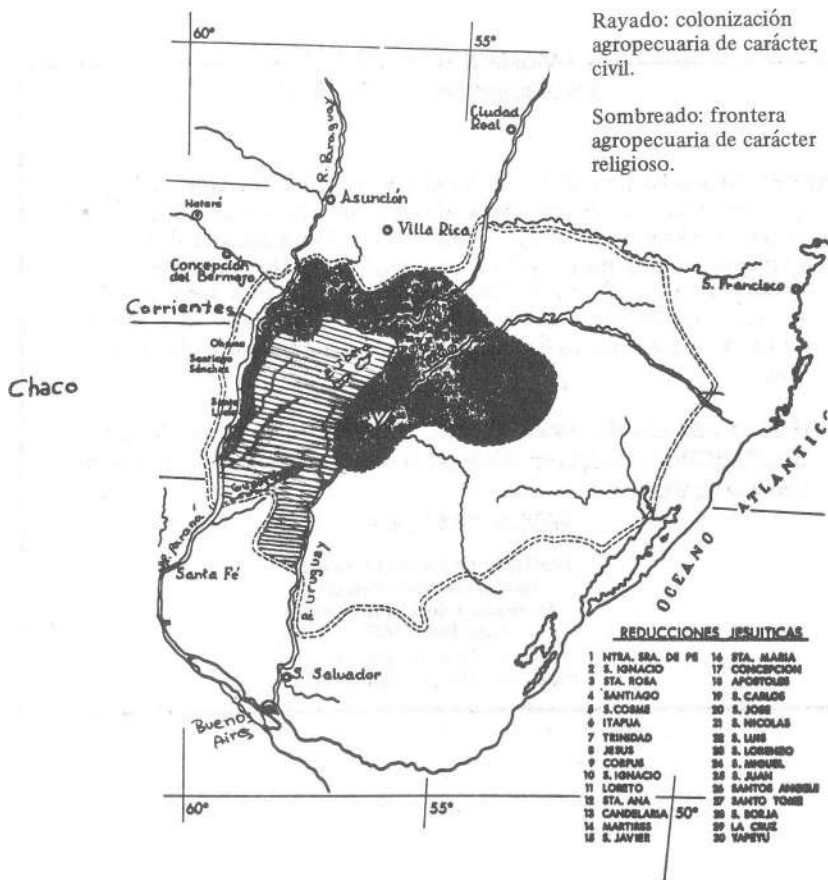 Rayado: colonización
agropecuaria de carácter
civil.
Sombreado: frontera
agropecuaria de carácter
religioso.
60°
55°
R. Paraguay
Ciudad
Real
Asunción
Villa Rica
Concepción
del Bermejo
S. Francisco
Corrientes
Ohoma
Santiago
Sánchez
Iberá
Chaco
Santa
Lucía
R. Paraná
Santa Fé
R. Uruguay
OCEANO ATLANTICO
S. Salvador
Buenos
Aires
60°
55°
50°
REDUCCIONES JESUITICAS
1 NTRA. SRA. DE FE
2 S. IGNACIO
3 STA. ROSA
4 SANTIAGO
5 S. COSME
6 ITAPUA
7 TRINIDAD
8 JESUS
9 CORPUS
10 S. IGNACIO
11 LORETO
12 STA. ANA
13 CANDELARIA
14 MARTIRES
15 S. JAVIER
16 STA. MARIA
17 CONCEPCION
18 APOSTOLES
19 S. CARLOS
20 S. JOSE
21 S. NICOLAS
22 S. LUIS
23 S. LORENZO
24 S. MIGUEL
25 S. JUAN
26 SANTOS ANGELE
27 SANTO TOME
28 S. BORJA
29 LA CRUZ
30 YAPEYU